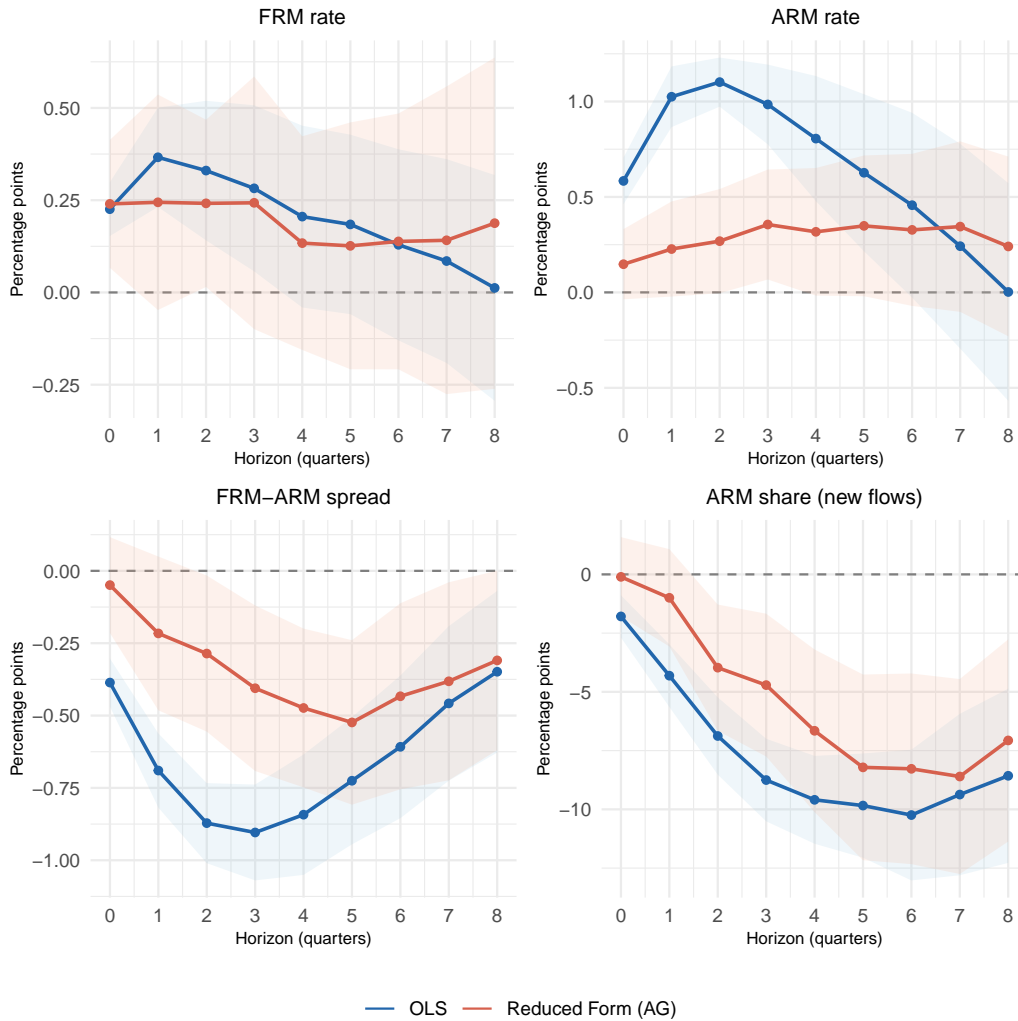 FRM rate
ARM rate
Percentage points
0.50
0.25
0.00
−0.25
0 1 2 3 4 5 6 7 8
Horizon (quarters)
Percentage points
1.0
0.5
0.0
−0.5
0 1 2 3 4 5 6 7 8
Horizon (quarters)
FRM−ARM spread
ARM share (new flows)
Percentage points
0.00
−0.25
−0.50
−0.75
−1.00
0 1 2 3 4 5 6 7 8
Horizon (quarters)
Percentage points
0
−5
−10
0 1 2 3 4 5 6 7 8
Horizon (quarters)
OLS Reduced Form (AG)